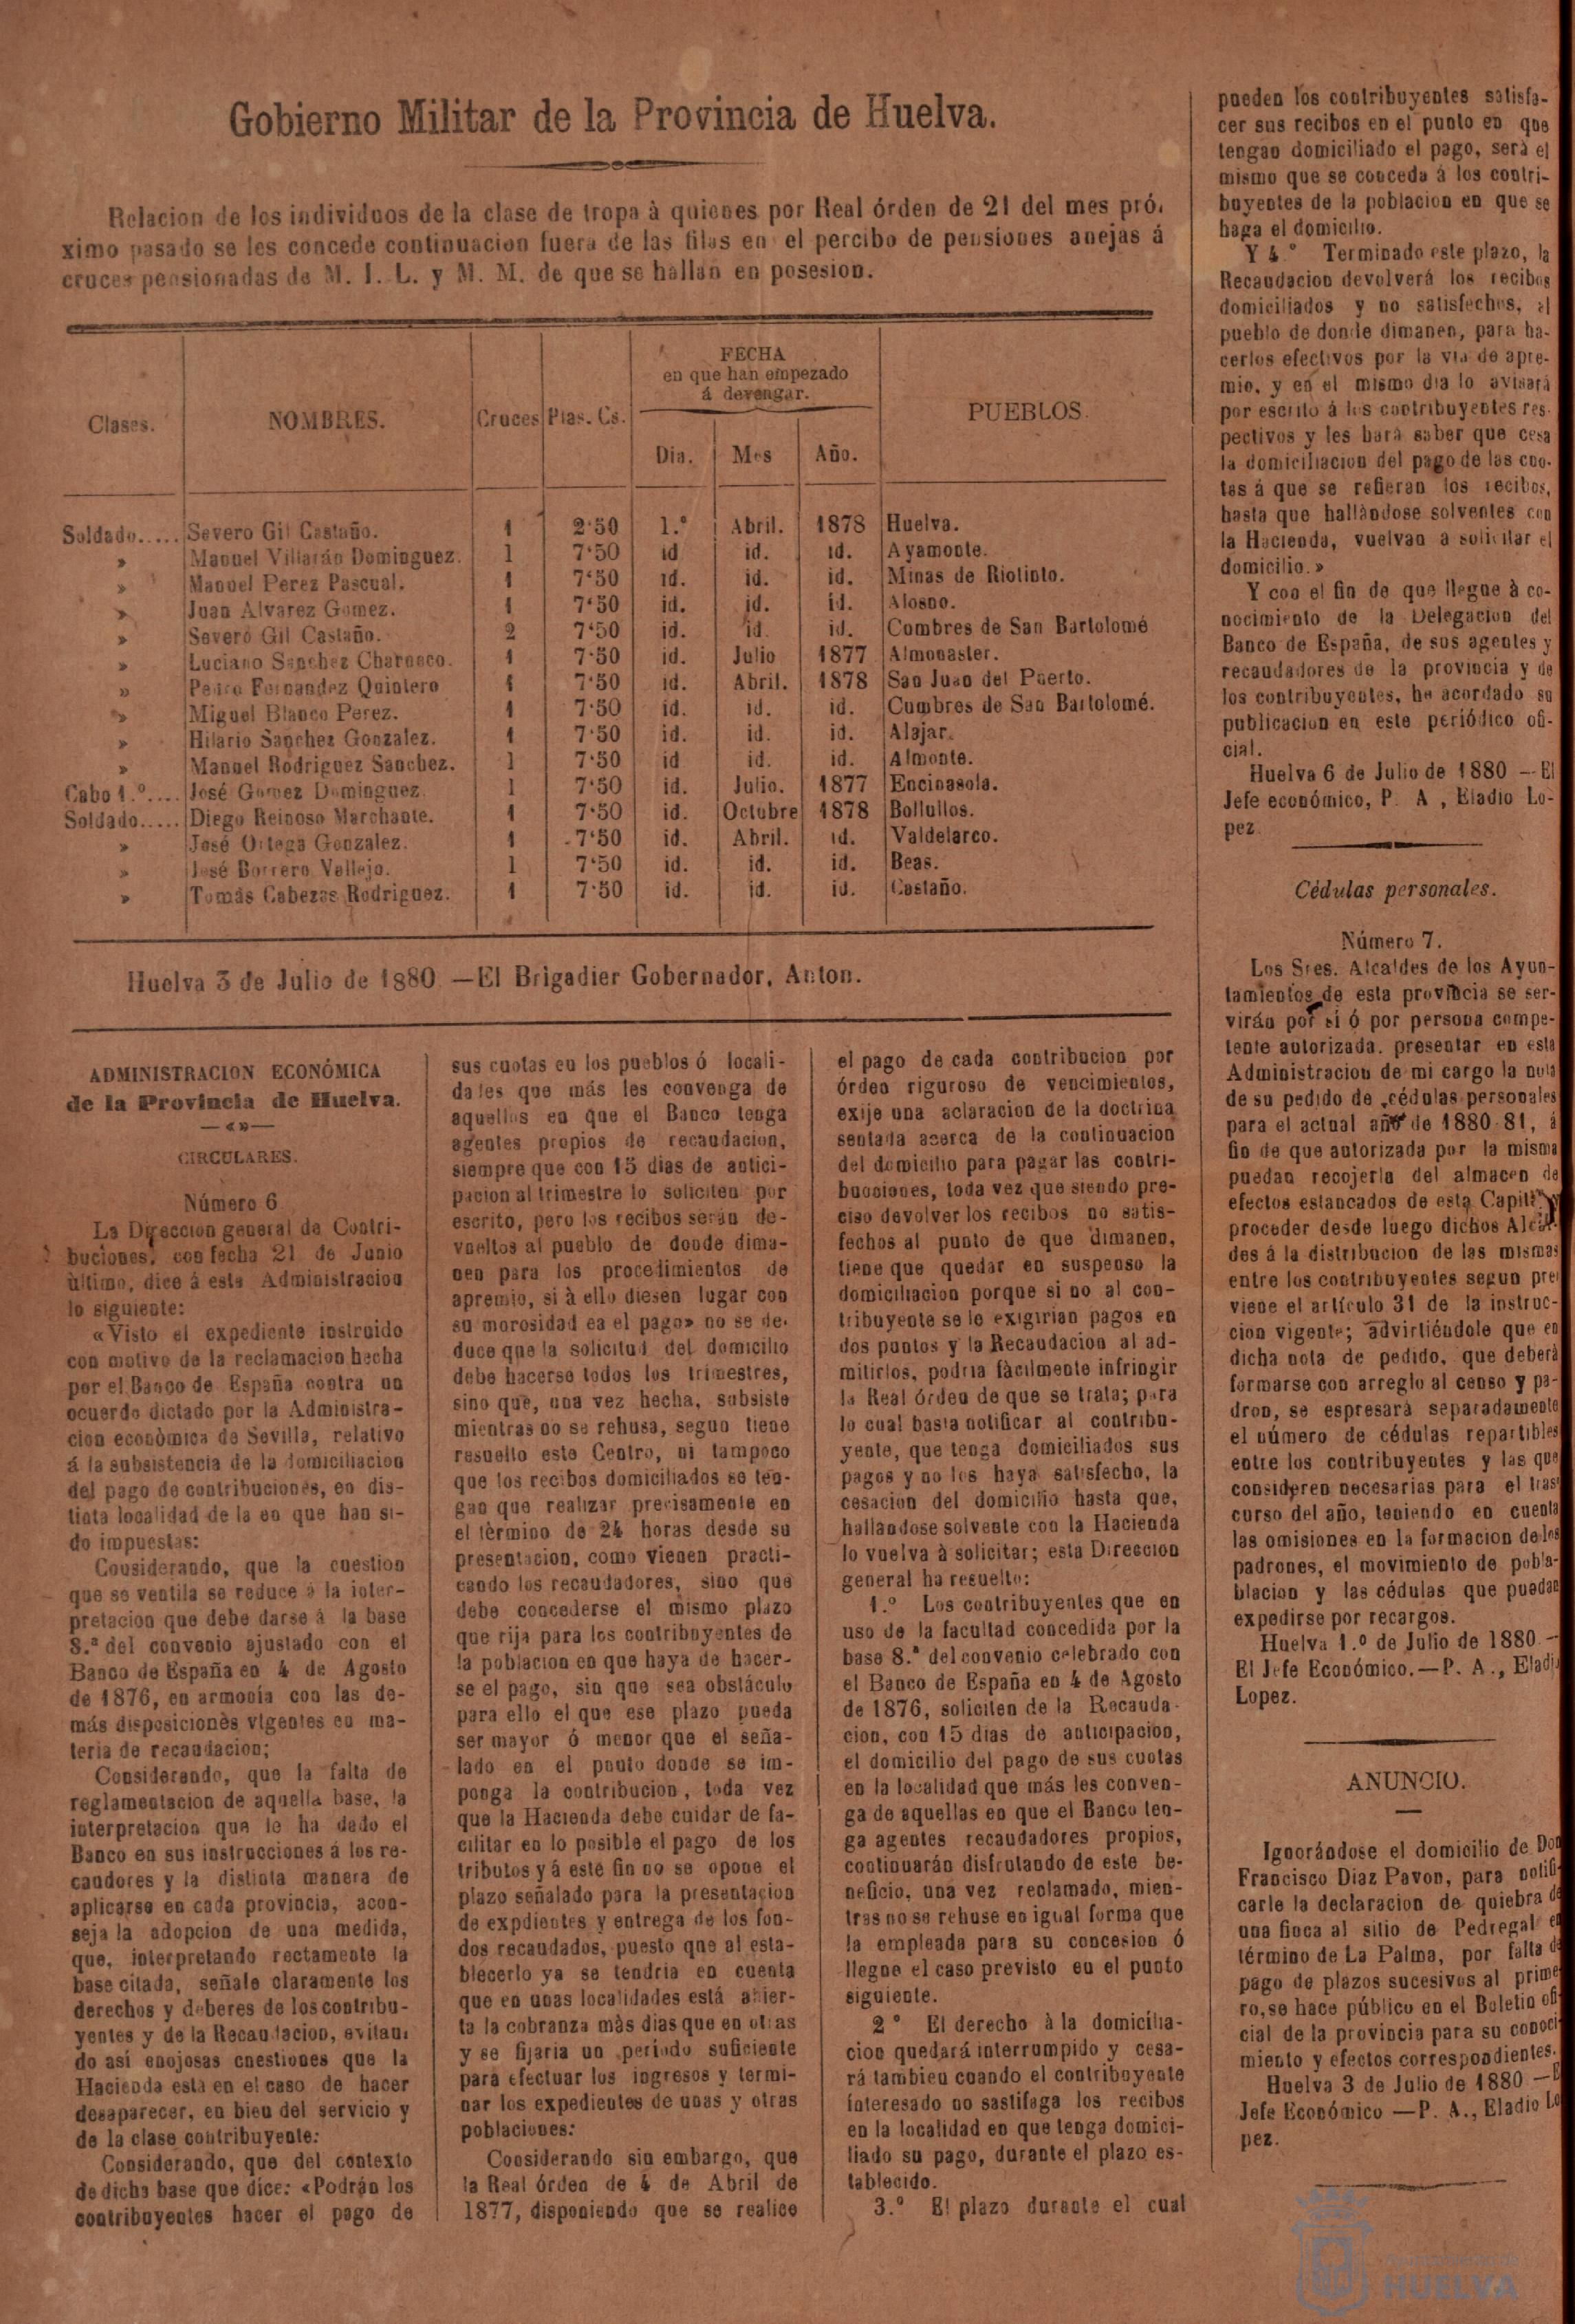 Gobierno Militar de la Provincia de Huelva.
Relacion de los individuos de la clase de tropa à quienes por Real órden de 21 del mes pró-
ximo pasado se les concede continuacion fuera de las filas en el percibo de pensiones anejas á
cruces pensionadas de M. I. L. y M. M. de que se hallan en posesion.
Clases. NOMBRES. Cruces Ptas. Cs. FECHA en que han empezado á devengar. PUEBLOS.
Dia. Mes Año.
Soldado..... Severo Gil Castaño. 1 2'50 1.º Abril. 1878 Huelva.
» Manuel Villarán Dominguez. 1 7'50 id id. id. Ayamonte.
» Manuel Perez Pascual. 1 7'50 id. id. id. Minas de Riotinto.
» Juan Alvarez Gomez. 1 7'50 id. id. id. Alosno.
» Severo Gil Castaño. 2 7'50 id. id. id. Cumbres de San Bartolomé
» Luciano Sanchez Charnеco. 1 7'50 id. Julio 1877 Almonaster.
» Pedro Fernandez Quintero 1 7'50 id. Abril. 1878 San Juan del Puerto.
» Miguel Blanco Perez. 1 7'50 id. id. id. Cumbres de San Bartolomé.
» Hilario Sanchez Gonzalez. 1 7'50 id. id. id. Alajar.
» Manuel Rodriguez Sanchez. 1 7'50 id id. id. Almonte.
Cabo 1.º.... José Gomez Dominguez. 1 7'50 id. Julio. 1877 Encinasola.
Soldado..... Diego Reinoso Marchante. 1 7'50 id. Octubre 1878 Bollullos.
» José Ortega Gonzalez. 1 7'50 id. Abril. id. Valdelarco.
» José Borrero Vallejo. 1 7'50 id. id. id. Beas.
» Tomás Cabezas Rodriguez. 1 7'50 id. id. id. Castaño.
Huelva 3 de Julio de 1880.—El Brigadier Gobernador, Anton.
ADMINISTRACION ECONÓMICA
de la Provincia de Huelva.
CIRCULARES.
Número 6
La Direccion general de Contri-
buciones, con fecha 21 de Junio
ùltimo, dice á esta Administracion
lo siguiente:
«Visto el expediente instruido
con motivo de la reclamacion hecha
por el Banco de España contra un
acuerdo dictado por la Administra-
cion econòmica de Sevilla, relativo
á la subsistencia de la domiciliacion
del pago de contribuciones, en dis-
tinta localidad de la en que han si-
do impuestas:
Considerando, que la cuestion
que se ventila se reduce á la inter-
pretacion que debe darse á la base
8.ª del convenio ajustado con el
Banco de España en 4 de Agosto
de 1876, en armonía con las de-
más disposicionès vigentes en ma-
teria de recaudacion;
Considerando, que la falta de
reglamentacion de aquella base, la
interpretacion que le ha dado el
Banco en sus instrucciones á los re-
caudores y la distinta manera de
aplicarse en cada provincia, acon-
seja la adopcion de una medida,
que, interpretando rectamente la
base citada, señale claramente los
derechos y deberes de los contribu-
yentes y de la Recaudacion, evitan-
do así enojosas cuestiones que la
Hacienda està en el caso de hacer
desaparecer, en bien del servicio y
de la clase contribuyente:
Considerando, que del contexto
de dicha base que dice: «Podrán los
contribuyentes hacer el pago de
sus cuotas en los pueblos ó locali-
dades que más les convenga de
aquellos en que el Banco tenga
agentes propios de recaudacion,
siempre que con 15 dias de antici-
pacion al trimestre lo soliciten por
escrito, pero los recibos serán de-
vueltos al pueblo de donde dima-
nen para los procedimientos de
apremio, si à ello diesen lugar con
su morosidad en el pago» no se de-
duce que la solicitud del domicilio
debe hacerse todos los trimestres,
sino que, una vez hecha, subsiste
mientras no se rehusa, segun tiene
resuelto este Centro, ni tampoco
que los recibos domiciliados se ten-
gan que realizar precisamente en
el tèrmino de 24 horas desde su
presentacion, como vienen practi-
cando los recaudadores, sino que
debe concederse el mismo plazo
que rija para los contribuyentes de
la poblacion en que haya de hacer-
se el pago, sin que sea obstáculo
para ello el que ese plazo pueda
ser mayor ó menor que el seña-
lado en el punto donde se im-
ponga la contribucion, toda vez
que la Hacienda debe cuidar de fa-
cilitar en lo posible el pago de los
tributos y á este fin no se opone el
plazo señalado para la presentacion
de expdientes y entrega de los fon-
dos recaudados, puesto que al esta-
blecerlo ya se tendria en cuenta
que en unas localidades está abier-
ta la cobranza màs dias que en otras
y se fijaria un período suficiente
para efectuar los ingresos y termi-
nar los expedientes de unas y otras
poblaciones:
Considerando sin embargo, que
la Real órden de 4 de Abril de
1877, disponiendo que se realice
el pago de cada contribucion por
órden riguroso de vencimientos,
exije una aclaracion de la doctrina
sentada acerca de la continuacion
del domicilio para pagar las contri-
bucciones, toda vez que siendo pre-
ciso devolver los recibos no satis-
fechos al punto de que dimanen,
tiene que quedar en suspenso la
domiciliacion porque si no al con-
tribuyente se le exigirian pagos en
dos puntos y la Recaudacion al ad-
mitirlos, podria fàcilmente infringir
la Real órden de que se trata; para
lo cual basta notificar al contribu-
yente, que tenga domiciliados sus
pagos y no los haya satisfecho, la
cesacion del domicilio hasta que,
hallandose solvente con la Hacienda
lo vuelva à solicitar; esta Direccion
general ha resuelto:
1.º Los contribuyentes que en
uso de la facultad concedida por la
base 8.ª del convenio celebrado con
el Banco de España en 4 de Agosto
de 1876, soliciten de la Recauda-
cion, con 15 dias de anticipacion,
el domicilio del pago de sus cuotas
en la localidad que más les conven-
ga de aquellas en que el Banco ten-
ga agentes recaudadores propios,
continuarán disfrutando de este be-
neficio, una vez reclamado, mien-
tras no se rehuse en igual forma que
la empleada para su concesion ó
llegue el caso previsto en el punto
siguiente.
2º El derecho à la domicilia-
cion quedará interrumpido y cesa-
rá tambien cuando el contribuyente
interesado no sastifaga los recibos
en la localidad en que tenga domici-
liado su pago, durante el plazo es-
tablecido.
3.º El plazo durante el cual
pueden los contribuyentes satisfa-
cer sus recibos en el punto en que
tengan domiciliado el pago, será el
mismo que se conceda á los contri-
buyentes de la poblacion en que se
haga el domicilio.
Y 4.º Terminado este plazo, la
Recaudacion devolverá los recibos
domiciliados y no satisfechos, al
pueblo de donde dimanen, para ha-
cerlos efectivos por la via de apre-
mio, y en el mismo dia lo avisará
por escrito á los contribuyentes res-
pectivos y les hará saber que cesa
la domiciliacion del pago de las cuo-
tas á que se refieran los recibos,
hasta que hallàndose solventes con
la Hacienda, vuelvan a solicitar el
domicilio.»
Y con el fin de que llegue à co-
nocimiento de la Delegacion del
Banco de España, de sus agentes y
recaudadores de la provincia y de
los contribuyentes, he acordado su
publicacion en este periódico ofi-
cial.
Huelva 6 de Julio de 1880 —El
Jefe económico, P. A, Eladio Lo-
pez.
Cédulas personales.
Número 7.
Los Sres. Alcaldes de los Ayun-
tamientos de esta provincia se ser-
virán por sí ó por persona compe-
tente autorizada. presentar en esta
Administracion de mi cargo la nota
de su pedido de cédulas personales
para el actual año de 1880-81, á
fin de que autorizada por la misma
puedan recojerla del almacen de
efectos estancados de esta Capital y
proceder desde luego dichos Alcal-
des á la distribucion de las mismas
entre los contribuyentes segun pre-
viene el artículo 31 de la instruc-
cion vigente; advirtiéndole que en
dicha nota de pedido, que deberá
formarse con arreglo al censo y pa-
dron, se espresará separadamente
el número de cédulas repartibles
entre los contribuyentes y las que
consideren necesarias para el tras-
curso del año, teniendo en cuenta
las omisiones en la formacion de los
padrones, el movimiento de pobla-
blacion y las cédulas que puedan
expedirse por recargos.
Huelva 1.º de Julio de 1880.—
El Jefe Económico.—P. A., Eladio
Lopez.
ANUNCIO.
Ignorándose el domicilio de Don
Francisco Diaz Pavon, para notifi-
carle la declaracion de quiebra de
una finca al sitio de Pedregal en
término de La Palma, por falta de
pago de plazos sucesivos al prime-
ro, se hace público en el Boletin ofi-
cial de la provincia para su conoci-
miento y efectos correspondientes.
Huelva 3 de Julio de 1880 —El
Jefe Económico —P. A., Eladio Lo-
pez.
HUELVA